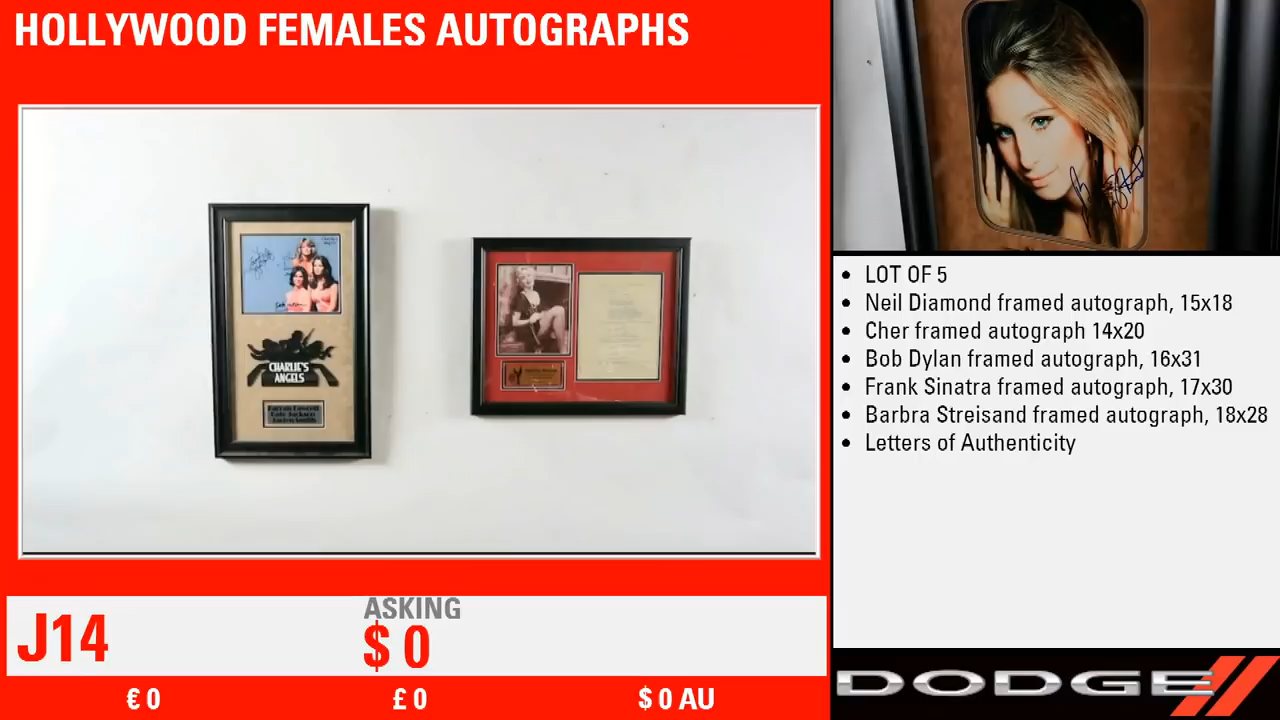 HOLLYWOOD FEMALES AUTOGRAPHS
CHARLIE'S
ANGELS
J14
ASKING
$ 0
€ 0
£ 0
$ 0 AU
• LOT OF 5
• Neil Diamond framed autograph, 15x18
• Cher framed autograph 14x20
• Bob Dylan framed autograph, 16x31
• Frank Sinatra framed autograph, 17x30
• Barbra Streisand framed autograph, 18x28
• Letters of Authenticity
DODGE